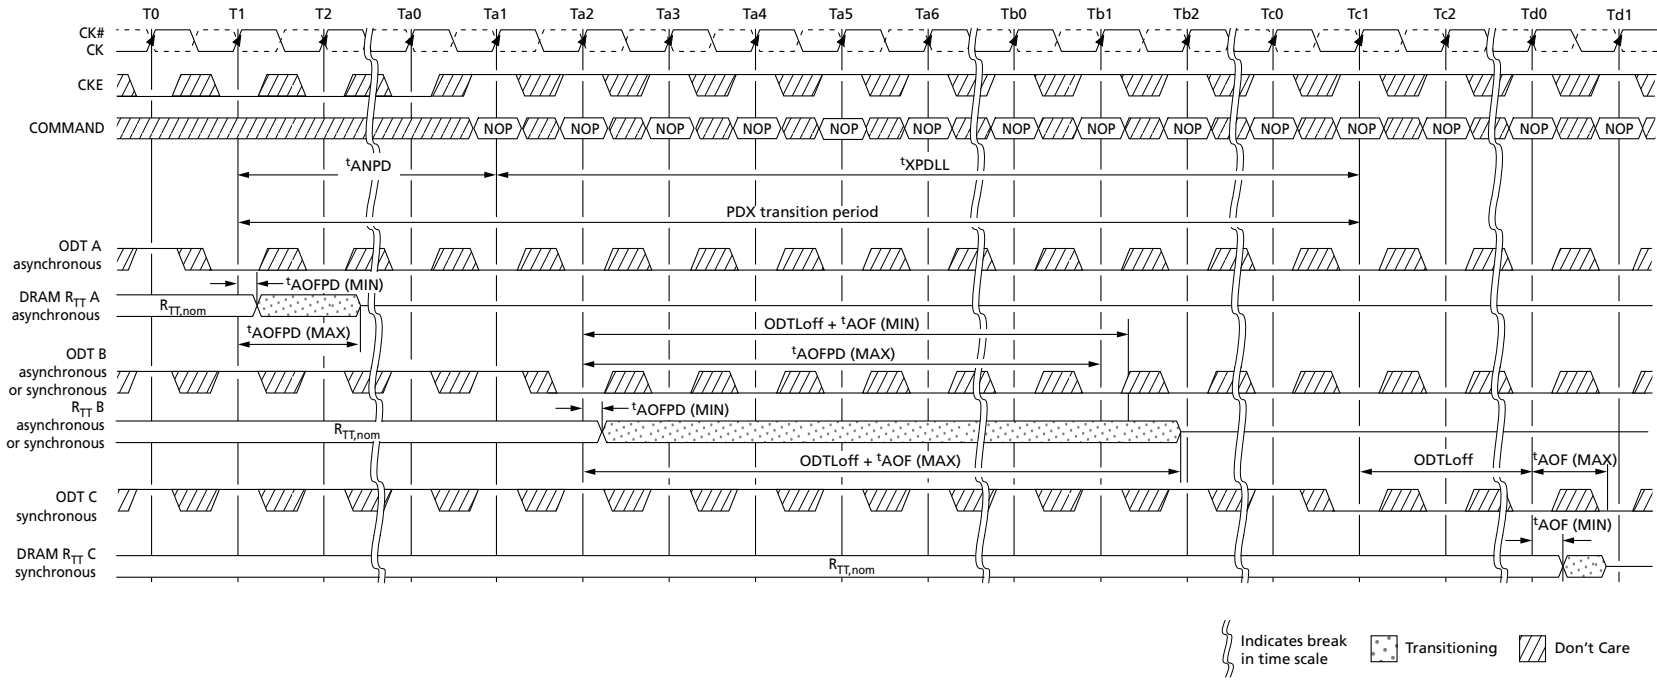 T0 T1 T2 Ta0 Ta1 Ta2 Ta3 Ta4 Ta5 Ta6 Tb0 Tb1 Tb2 Tc0 Tc1 Tc2 Td0 Td1
CK#
CK
CKE
COMMAND NOP NOP NOP NOP NOP NOP NOP NOP NOP NOP NOP NOP NOP NOP
tANPD tXPDLL
PDX transition period
ODT A
asynchronous
tAOFPD (MIN)
DRAM RTT A
asynchronous
RTT,nom
tAOFPD (MAX)
ODTLoff + tAOF (MIN)
tAOFPD (MAX)
ODT B
asynchronous
or synchronous
tAOFPD (MIN)
RTT B
asynchronous
or synchronous
RTT,nom
ODTLoff + tAOF (MAX)
ODTLoff tAOF (MAX)
ODT C
synchronous
tAOF (MIN)
DRAM RTT C
synchronous
RTT,nom
Indicates break
in time scale
Transitioning
Don't Care